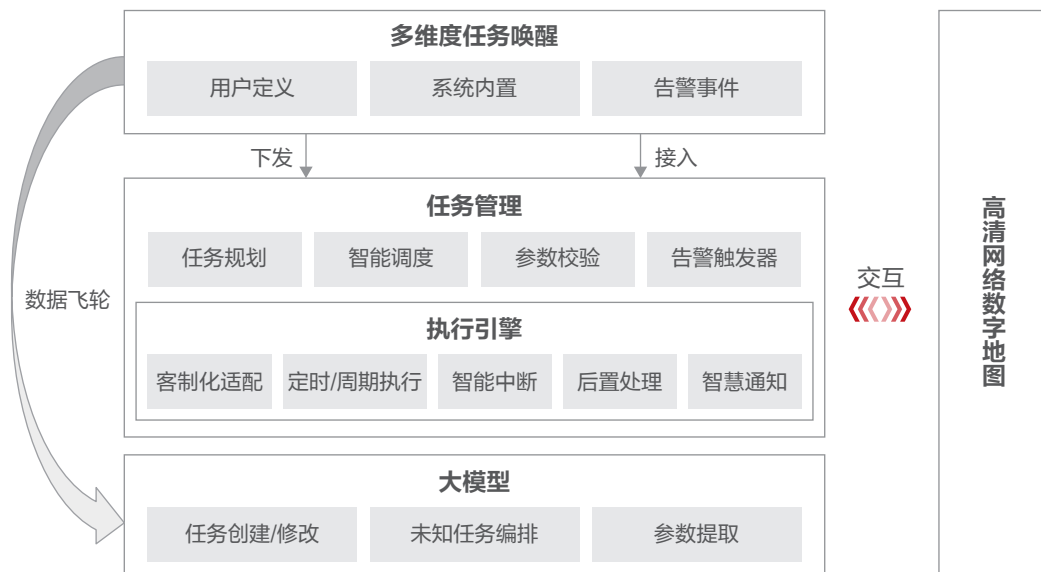 多维度任务唤醒
用户定义
系统内置
告警事件
下发
接入
任务管理
任务规划
智能调度
参数校验
告警触发器
执行引擎
客制化适配
定时/周期执行
智能中断
后置处理
智慧通知
数据飞轮
大模型
任务创建/修改
未知任务编排
参数提取
交互
高清网络数字地图